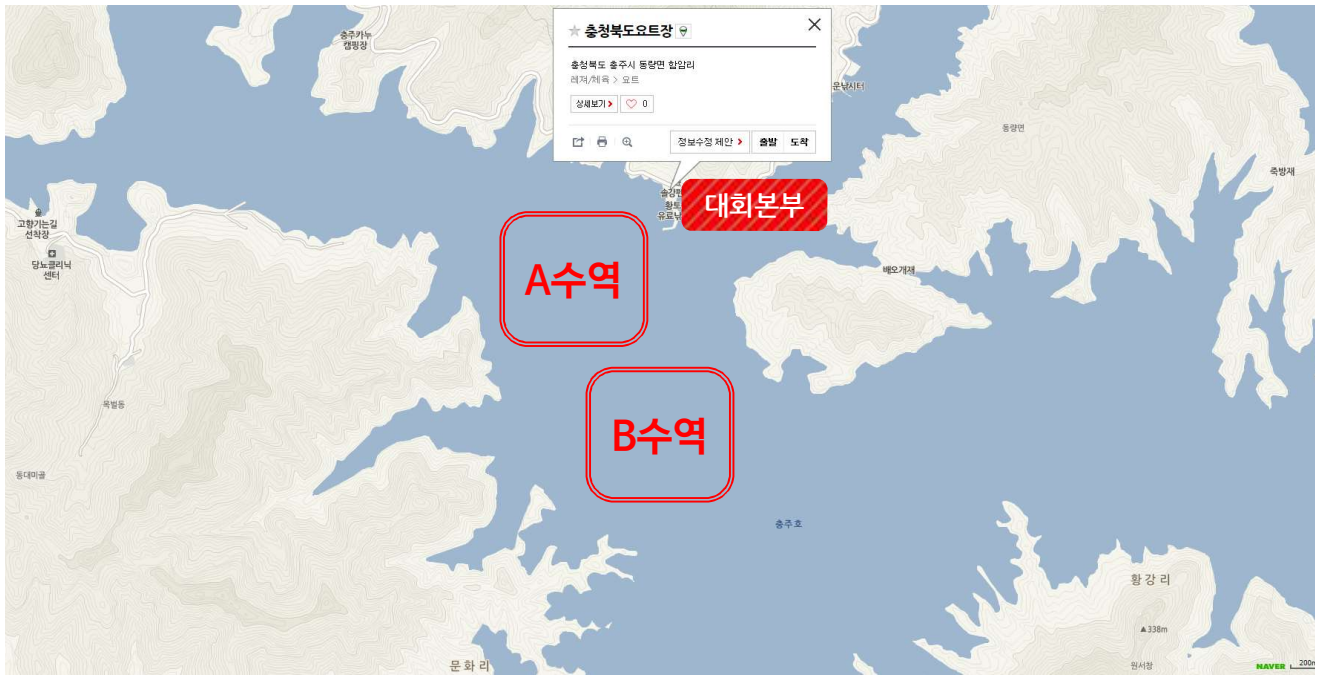 충청북도요트장
충청북도 충주시 동량면 함암리
레져/체육 > 요트
상세보기 >
0
정보수정 제안 >
출발
도착
충주카누
캠핑장
운낚시터
동량면
죽방재
대회본부
고향가는길
선착장
당뇨클리닉
센터
A수역
배오개재
목벌동
B수역
동대미골
충주호
황강리
▲338m
문화리
원서창
NAVER